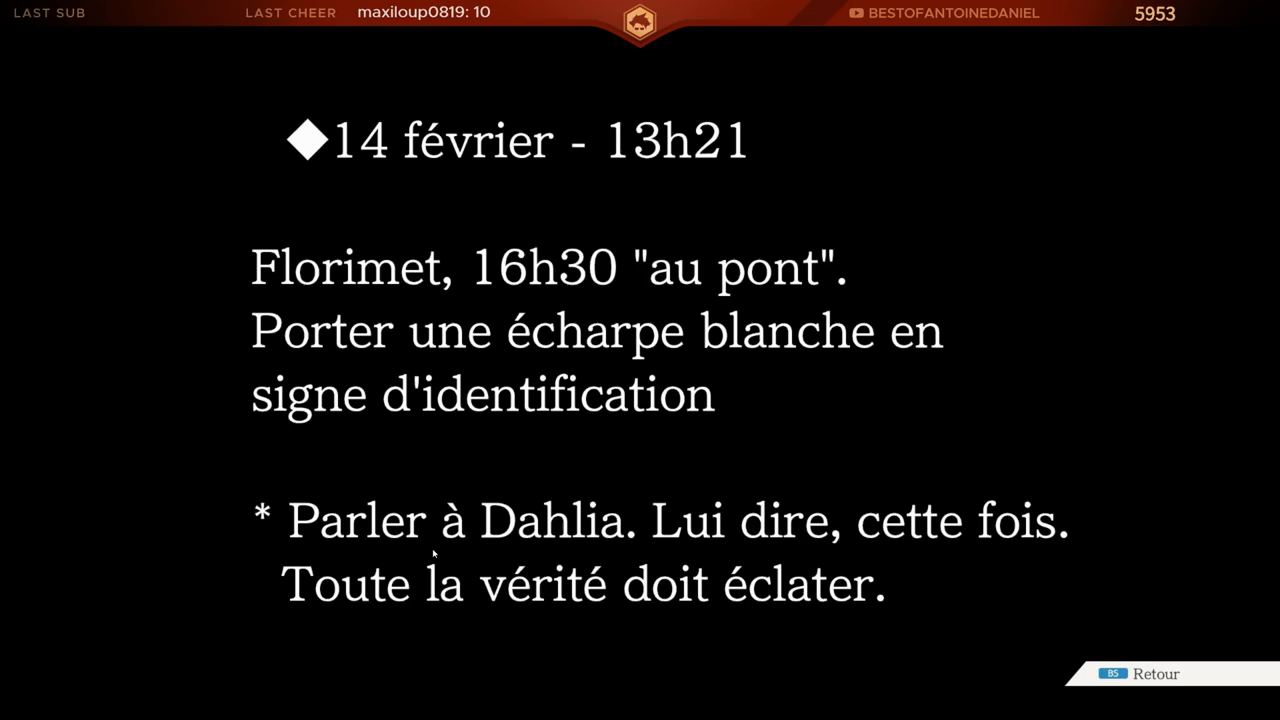 LAST SUB LAST CHEER maxiloup0819: 10 BESTOFANTOINEDANIEL 5953
◆14 février - 13h21
Florimet, 16h30 "au pont".
Porter une écharpe blanche en
signe d'identification
* Parler à Dahlia. Lui dire, cette fois.
Toute la vérité doit éclater.
BS Retour